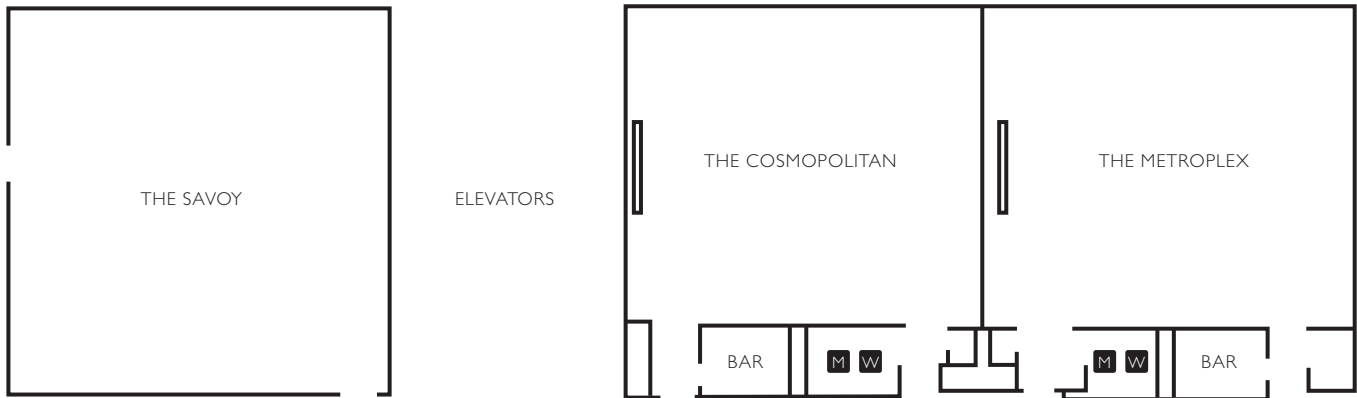 THE SAVOY
ELEVATORS
THE COSMOPOLITAN
THE METROPLEX
BAR
M W
M W
BAR